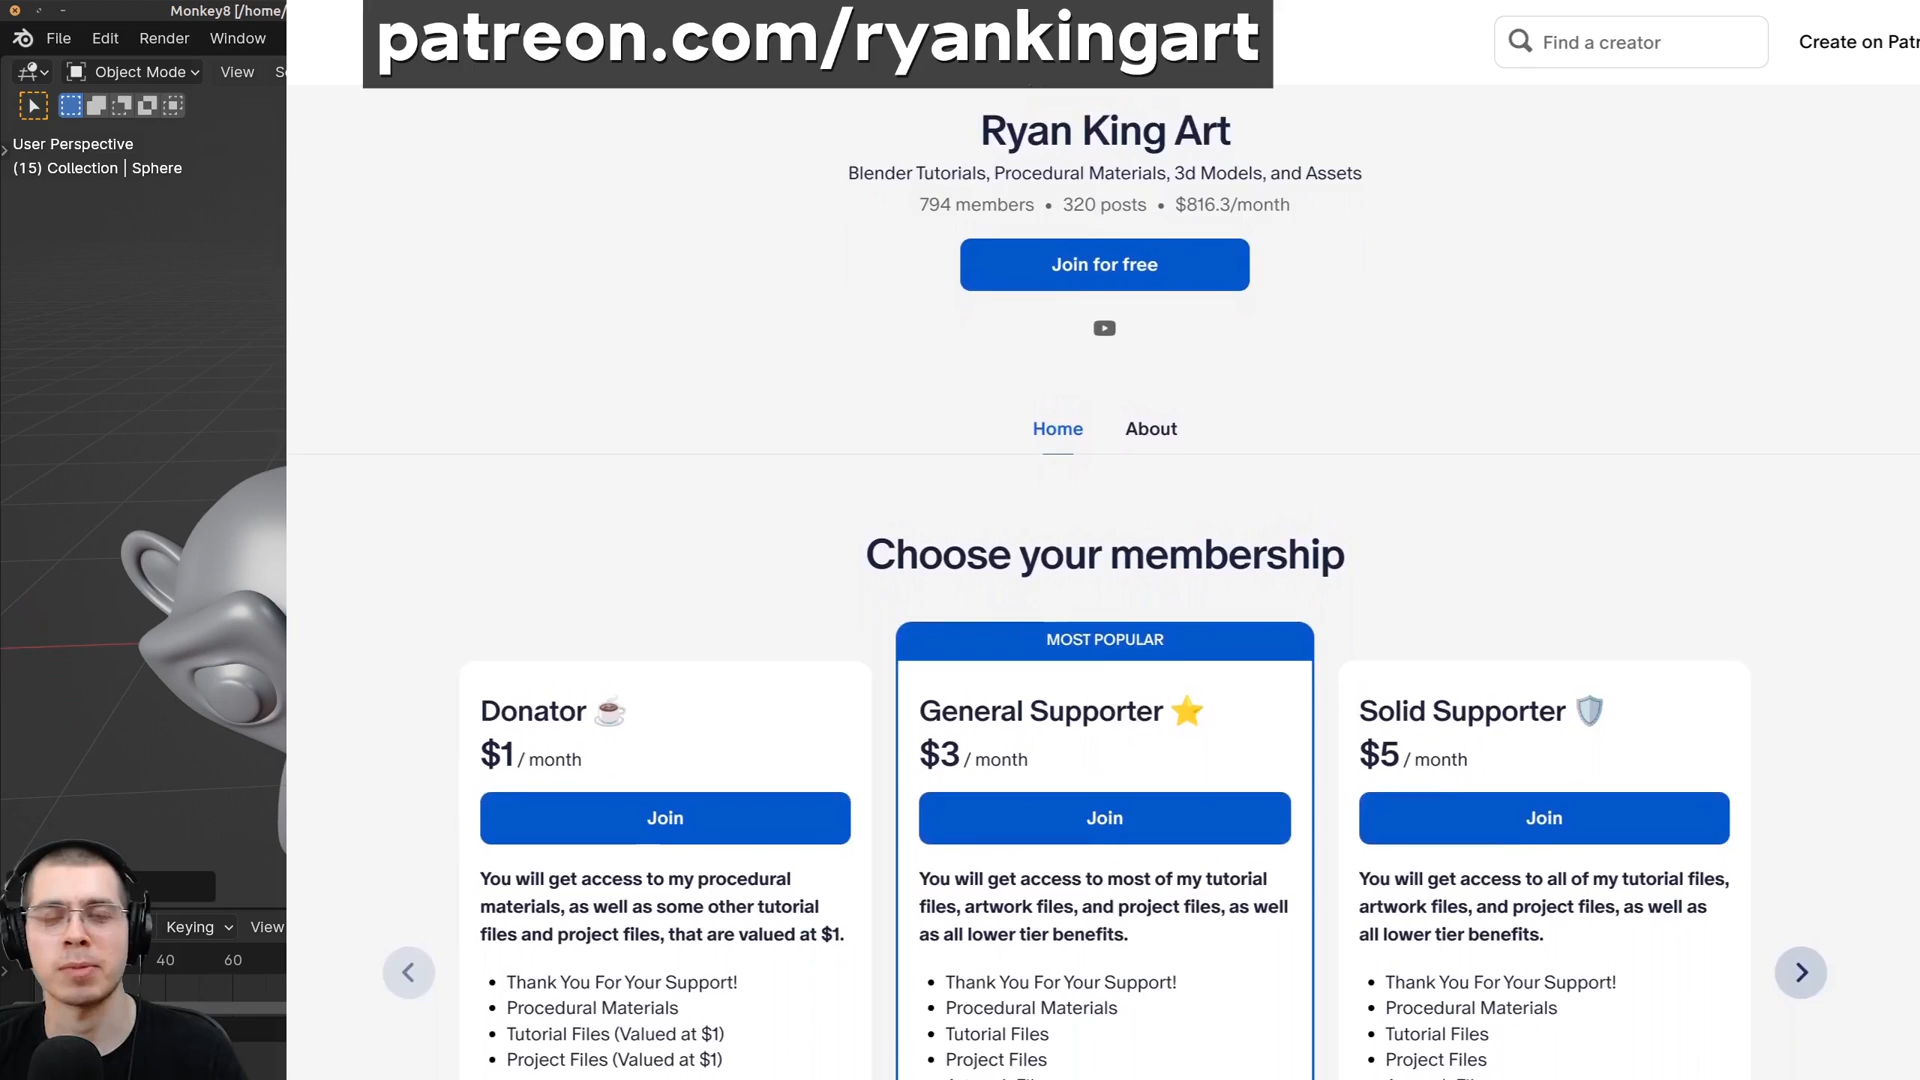 Monkey8 [/home/
File Edit Render Window
Object Mode View
User Perspective
(15) Collection | Sphere
Keying View
40 60
patreon.com/ryankingart
Find a creator
Create on Patr
Ryan King Art
Blender Tutorials, Procedural Materials, 3d Models, and Assets
794 members • 320 posts • $816.3/month
Join for free
Home About
Choose your membership
Donator
$1 / month
Join
You will get access to my procedural
materials, as well as some other tutorial
files and project files, that are valued at $1.
• Thank You For Your Support!
• Procedural Materials
• Tutorial Files (Valued at $1)
• Project Files (Valued at $1)
MOST POPULAR
General Supporter
$3 / month
Join
You will get access to most of my tutorial
files, artwork files, and project files, as well
as all lower tier benefits.
• Thank You For Your Support!
• Procedural Materials
• Tutorial Files
• Project Files
Solid Supporter
$5 / month
Join
You will get access to all of my tutorial files,
artwork files, and project files, as well as
all lower tier benefits.
• Thank You For Your Support!
• Procedural Materials
• Tutorial Files
• Project Files